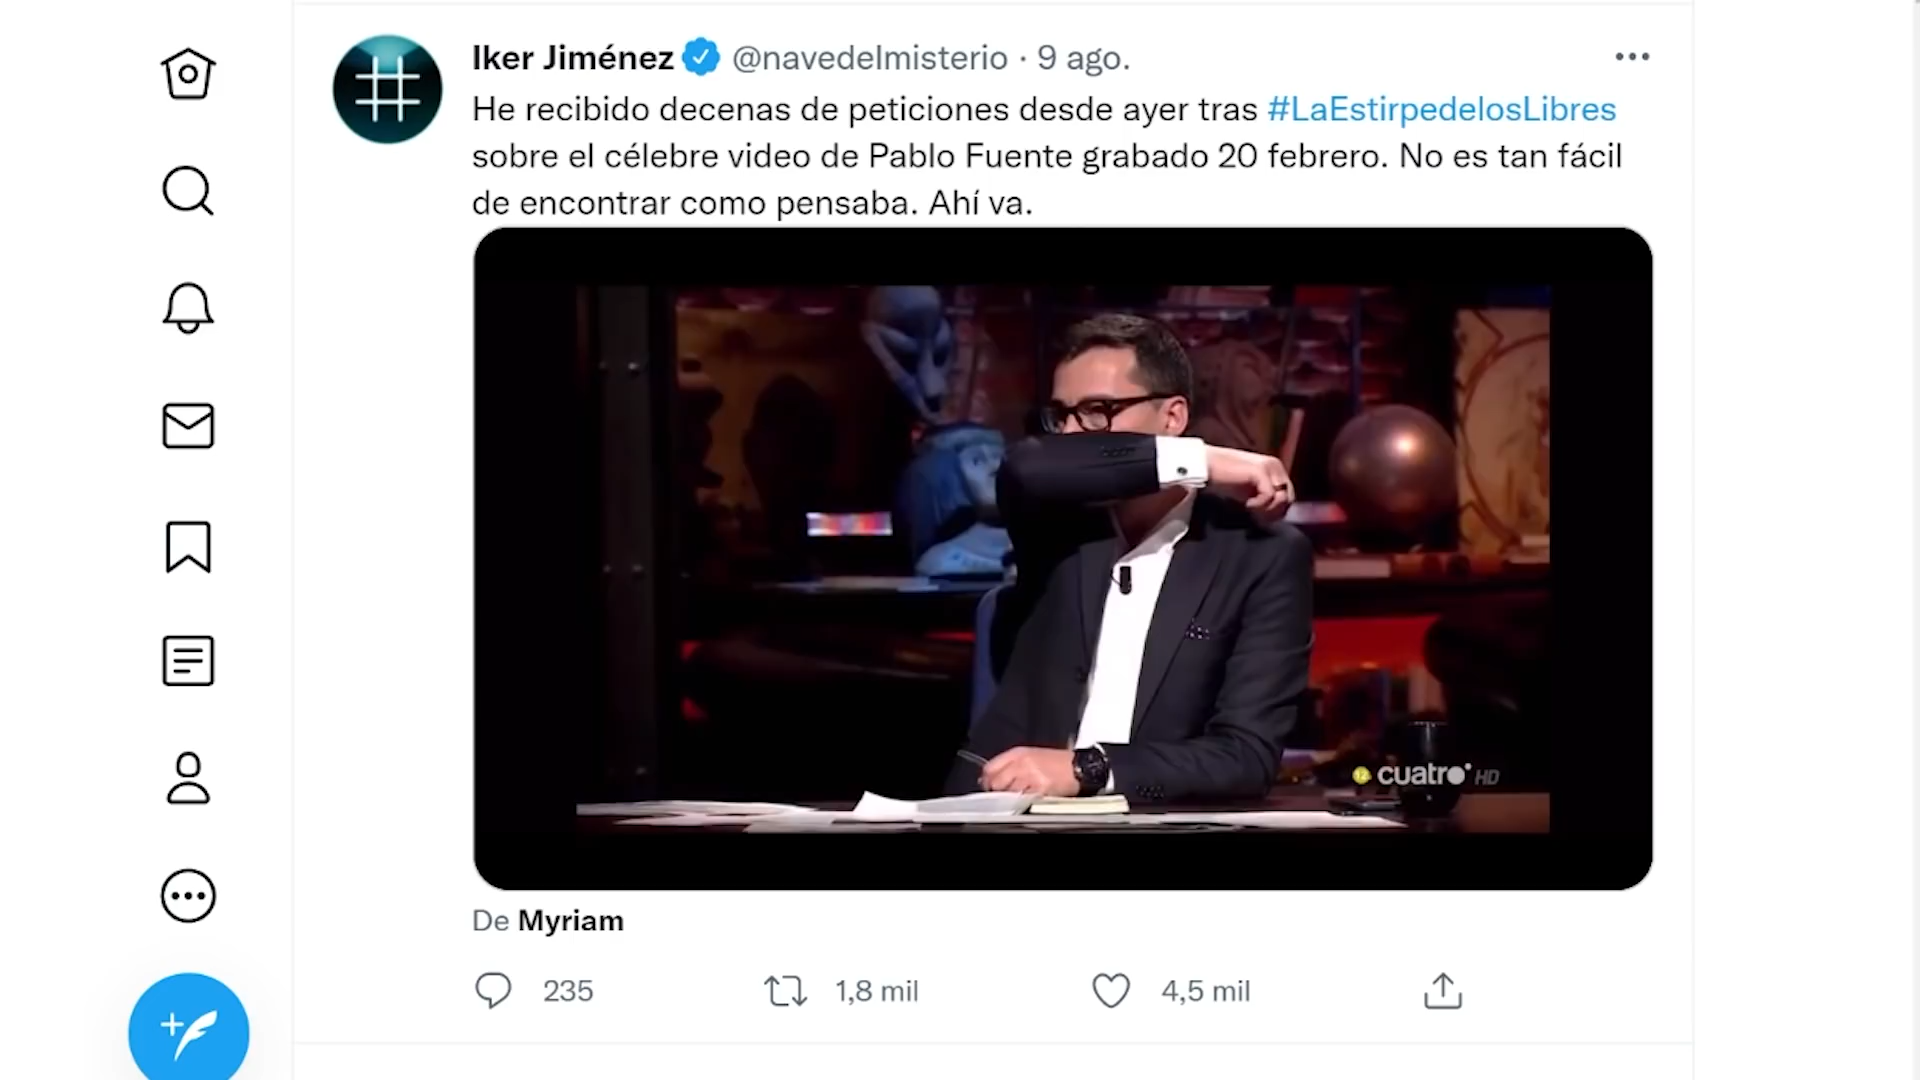 Iker Jiménez @navedelmisterio · 9 ago.
He recibido decenas de peticiones desde ayer tras #LaEstirpedelosLibres
sobre el célebre video de Pablo Fuente grabado 20 febrero. No es tan fácil
de encontrar como pensaba. Ahí va.
12 cuatro HD
De Myriam
235 1,8 mil 4,5 mil